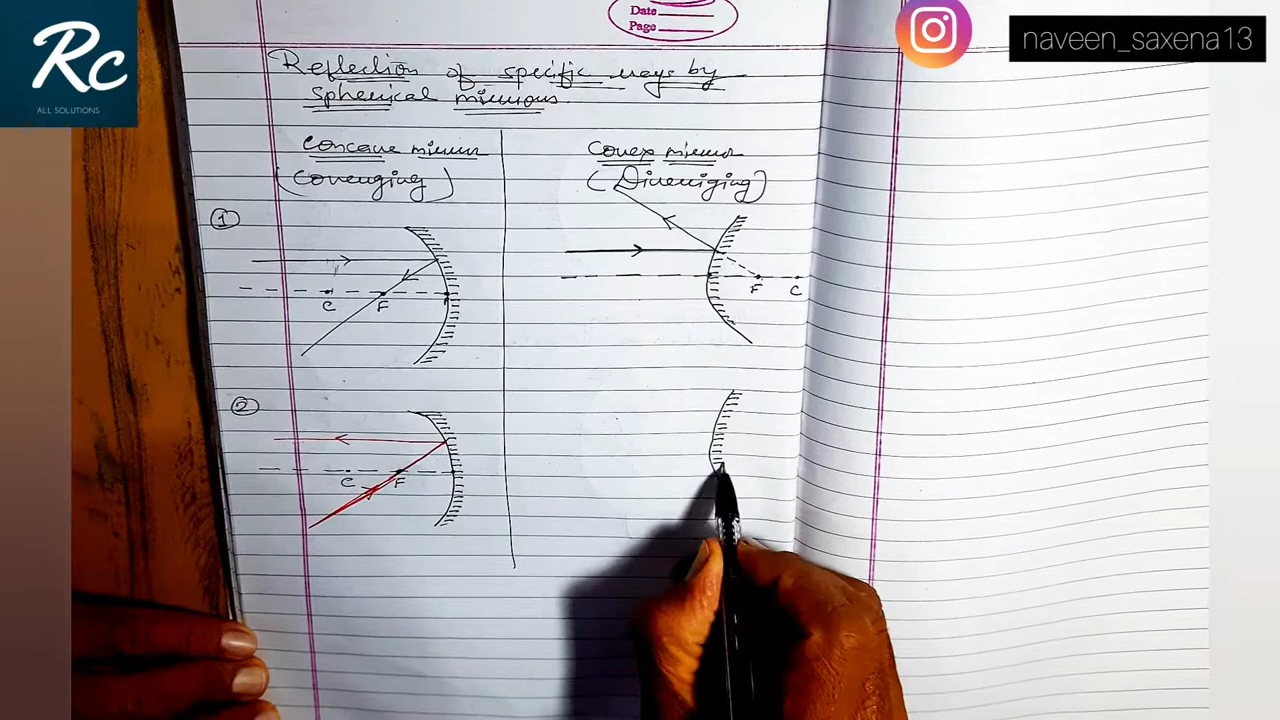 Rc
ALL SOLUTIONS
Date
Page
naveen_saxena13
Reflection of specific rays by
spherical mirrors.
Concave mirror
Convex mirror
(Converging)
(Diverging)
①
C
F
F
C
②
C
F